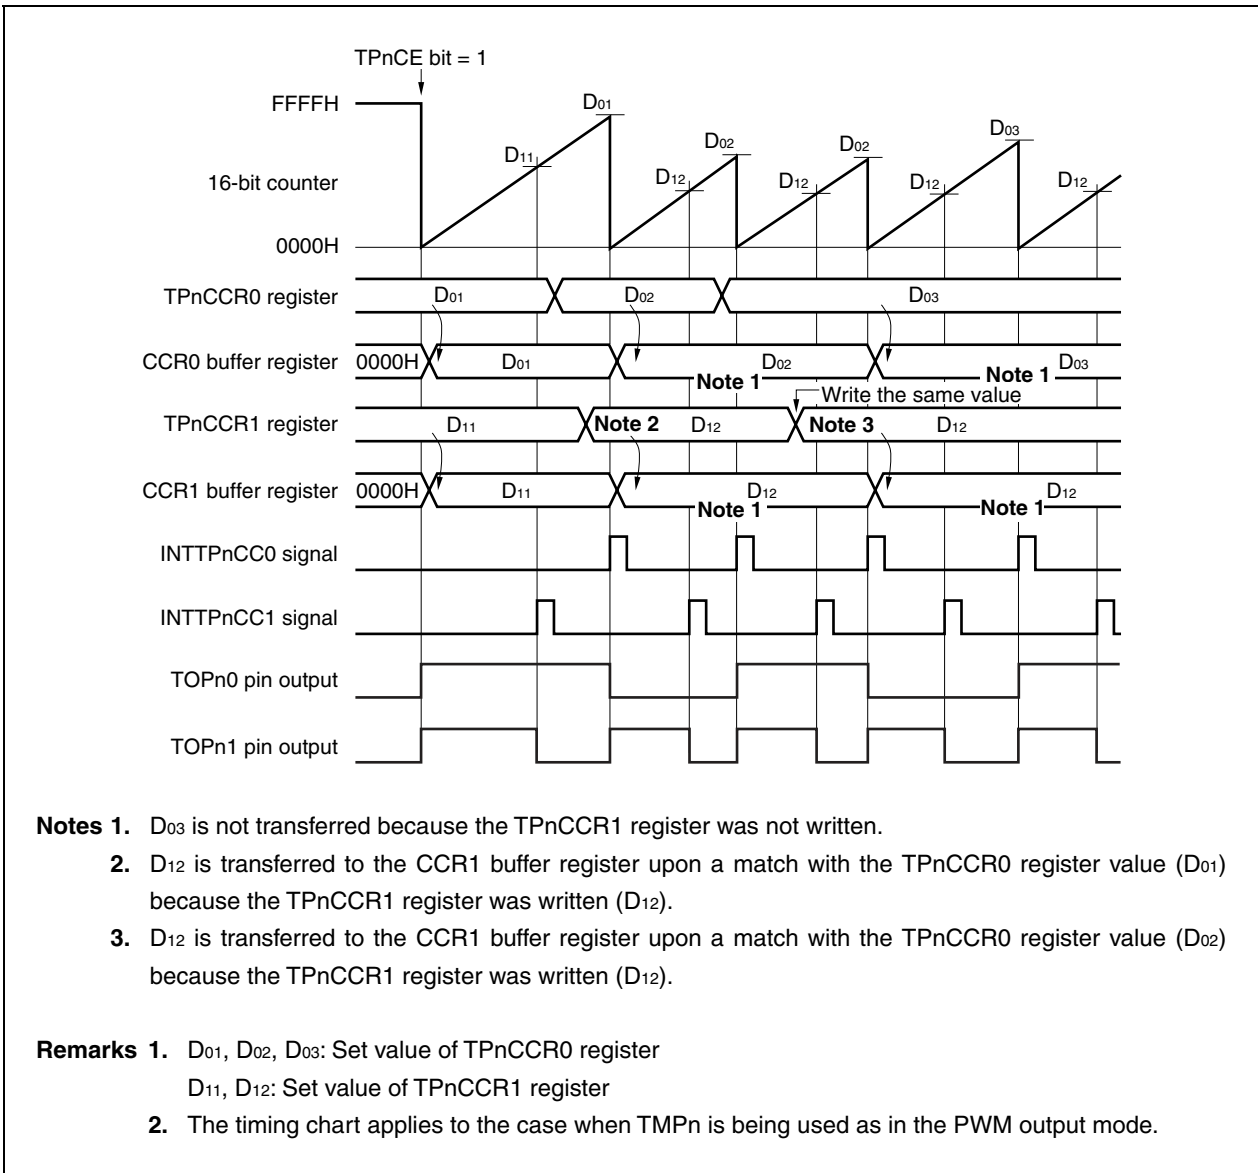 TPnCE bit = 1
FFFFH
D01
D11
D02
D12
D02
D12
D03
D12
D12
16-bit counter
0000H
TPnCCR0 register D01 D02 D03
CCR0 buffer register 0000H D01 D02 D03
Note 1 Note 1
Write the same value
TPnCCR1 register D11 Note 2 D12 Note 3 D12
CCR1 buffer register 0000H D11 D12 D12
Note 1 Note 1
INTTPnCC0 signal
INTTPnCC1 signal
TOPn0 pin output
TOPn1 pin output
Notes 1. D03 is not transferred because the TPnCCR1 register was not written.
2. D12 is transferred to the CCR1 buffer register upon a match with the TPnCCR0 register value (D01)
because the TPnCCR1 register was written (D12).
3. D12 is transferred to the CCR1 buffer register upon a match with the TPnCCR0 register value (D02)
because the TPnCCR1 register was written (D12).
Remarks 1. D01, D02, D03: Set value of TPnCCR0 register
D11, D12: Set value of TPnCCR1 register
2. The timing chart applies to the case when TMPn is being used as in the PWM output mode.